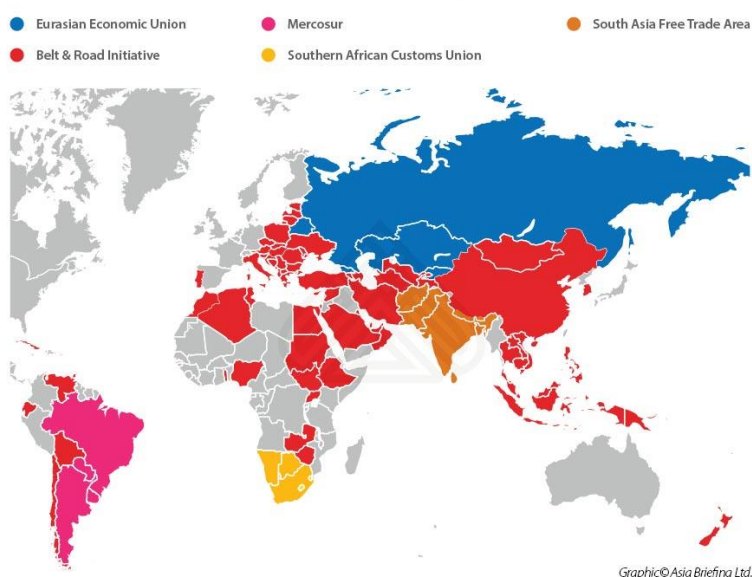 Eurasian Economic Union
Mercosur
South Asia Free Trade Area
Belt & Road Initiative
Southern African Customs Union
Graphic© Asia Briefing Ltd.